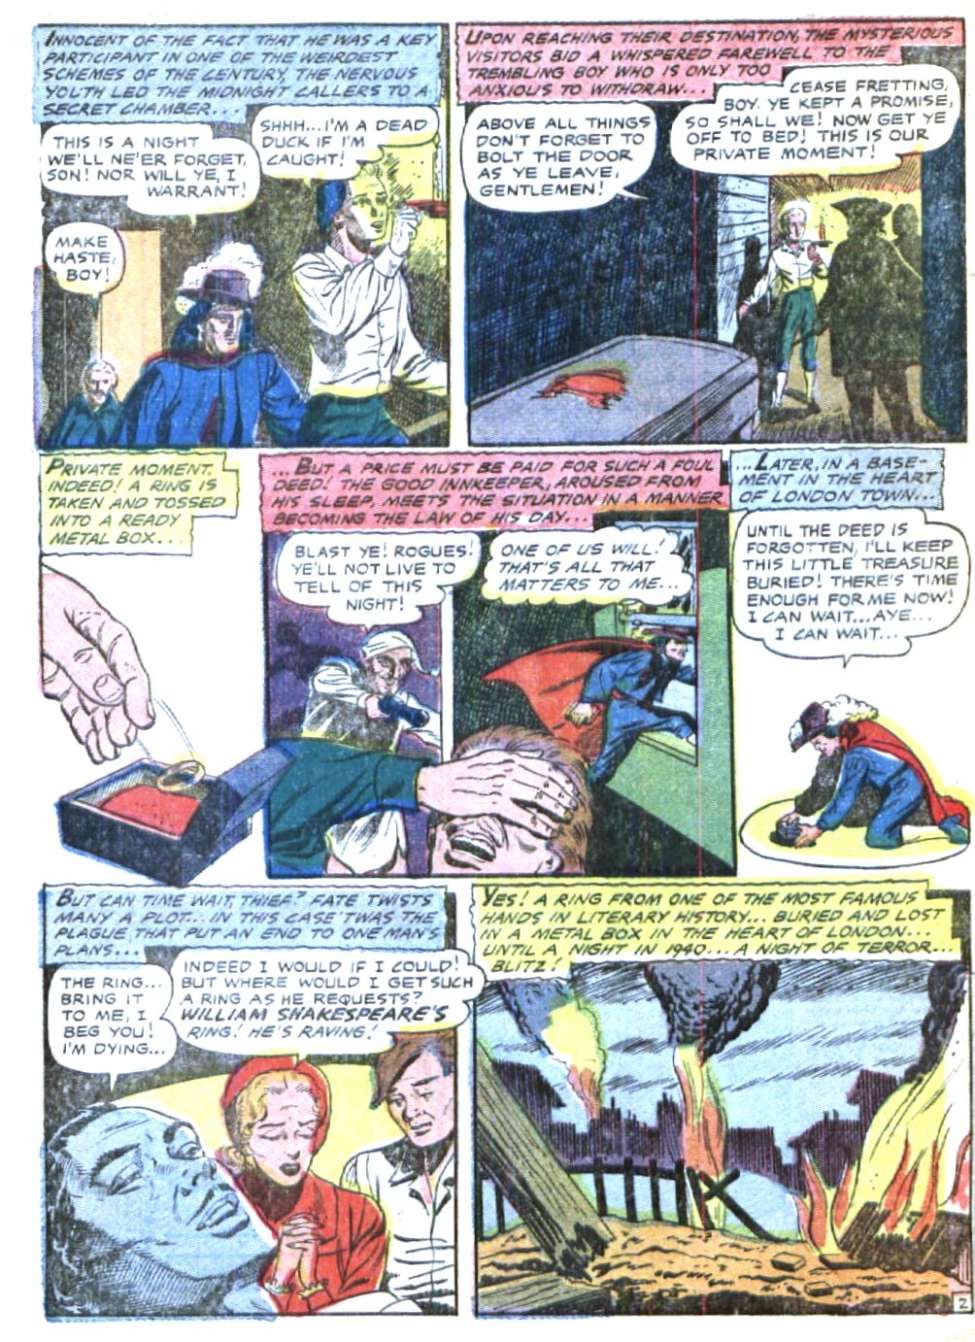 INNOCENT OF THE FACT THAT HE WAS A KEY
PARTICIPANT IN ONE OF THE WEIRDEST
SCHEMES OF THE CENTURY, THE NERVOUS
YOUTH LED THE MIDNIGHT CALLERS TO A
SECRET CHAMBER...
THIS IS A NIGHT
WE'LL NE'ER FORGET,
SON! NOR WILL YE, I
WARRANT!
SHHH...I'M A DEAD
DUCK IF I'M
CAUGHT!
MAKE
HASTE,
BOY!
UPON REACHING THEIR DESTINATION, THE MYSTERIOUS
VISITORS BID A WHISPERED FAREWELL TO THE
TREMBLING BOY WHO IS ONLY TOO
ANXIOUS TO WITHDRAW...
ABOVE ALL THINGS
DON'T FORGET TO
BOLT THE DOOR
AS YE LEAVE,
GENTLEMEN!
CEASE FRETTING,
BOY. YE KEPT A PROMISE,
SO SHALL WE! NOW GET YE
OFF TO BED! THIS IS OUR
PRIVATE MOMENT!
PRIVATE MOMENT,
INDEED! A RING IS
TAKEN AND TOSSED
INTO A READY
METAL BOX...
...BUT A PRICE MUST BE PAID FOR SUCH A FOUL
DEED! THE GOOD INNKEEPER, AROUSED FROM
HIS SLEEP, MEETS THE SITUATION IN A MANNER
BECOMING THE LAW OF HIS DAY...
BLAST YE! ROGUES!
YE'LL NOT LIVE TO
TELL OF THIS
NIGHT!
ONE OF US WILL!
THAT'S ALL THAT
MATTERS TO ME...
...LATER, IN A BASE-
MENT IN THE HEART
OF LONDON TOWN...
UNTIL THE DEED IS
FORGOTTEN, I'LL KEEP
THIS LITTLE TREASURE
BURIED! THERE'S TIME
ENOUGH FOR ME NOW!
I CAN WAIT...AYE...
I CAN WAIT...
BUT CAN TIME WAIT, THIEF? FATE TWISTS
MANY A PLOT... IN THIS CASE 'TWAS THE
PLAGUE THAT PUT AN END TO ONE MAN'S
PLANS...
THE RING...
BRING IT
TO ME, I
BEG YOU!
I'M DYING...
INDEED I WOULD IF I COULD!
BUT WHERE WOULD I GET SUCH
A RING AS HE REQUESTS?
WILLIAM SHAKESPEARE'S
RING! HE'S RAVING!
YES! A RING FROM ONE OF THE MOST FAMOUS
HANDS IN LITERARY HISTORY... BURIED AND LOST
IN A METAL BOX IN THE HEART OF LONDON...
UNTIL A NIGHT IN 1940... A NIGHT OF TERROR...
BLITZ!
2